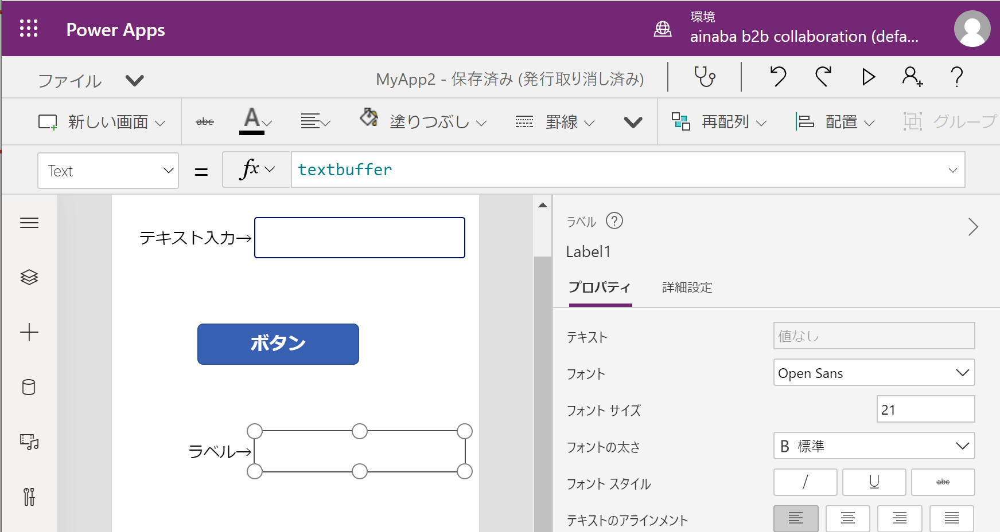 Power Apps
環境
ainaba b2b collaboration (defa...
ファイル
MyApp2 - 保存済み (発行取り消し済み)
新しい画面
abc
A
塗りつぶし
罫線
再配列
配置
グループ
Text
=
fx
textbuffer
テキスト入力→
ボタン
ラベル→
ラベル
Label1
プロパティ 詳細設定
テキスト 値なし
フォント Open Sans
フォント サイズ 21
フォントの太さ B 標準
フォント スタイル / U abc
テキストのアラインメント